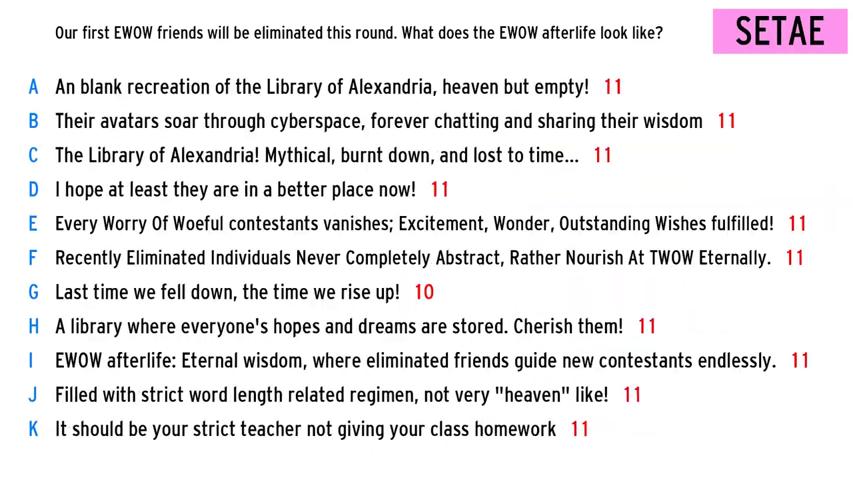 Our first EWOW friends will be eliminated this round. What does the EWOW afterlife look like?
SETAE
A An blank recreation of the Library of Alexandria, heaven but empty! 11
B Their avatars soar through cyberspace, forever chatting and sharing their wisdom 11
C The Library of Alexandria! Mythical, burnt down, and lost to time... 11
D I hope at least they are in a better place now! 11
E Every Worry Of Woeful contestants vanishes; Excitement, Wonder, Outstanding Wishes fulfilled! 11
F Recently Eliminated Individuals Never Completely Abstract, Rather Nourish At TWOW Eternally. 11
G Last time we fell down, the time we rise up! 10
H A library where everyone's hopes and dreams are stored. Cherish them! 11
I EWOW afterlife: Eternal wisdom, where eliminated friends guide new contestants endlessly. 11
J Filled with strict word length related regimen, not very "heaven" like! 11
K It should be your strict teacher not giving your class homework 11